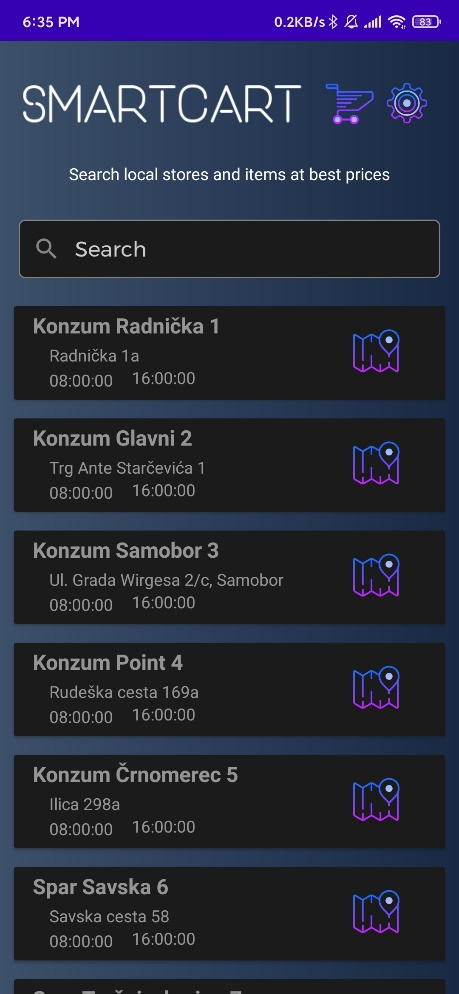 6:35 PM 0.2KB/s 83
SMARTCART
Search local stores and items at best prices
Search
Konzum Radnička 1
Radnička 1a
08:00:00 16:00:00
Konzum Glavni 2
Trg Ante Starčevića 1
08:00:00 16:00:00
Konzum Samobor 3
Ul. Grada Wirgesa 2/c, Samobor
08:00:00 16:00:00
Konzum Point 4
Rudeška cesta 169a
08:00:00 16:00:00
Konzum Črnomerec 5
Ilica 298a
08:00:00 16:00:00
Spar Savska 6
Savska cesta 58
08:00:00 16:00:00